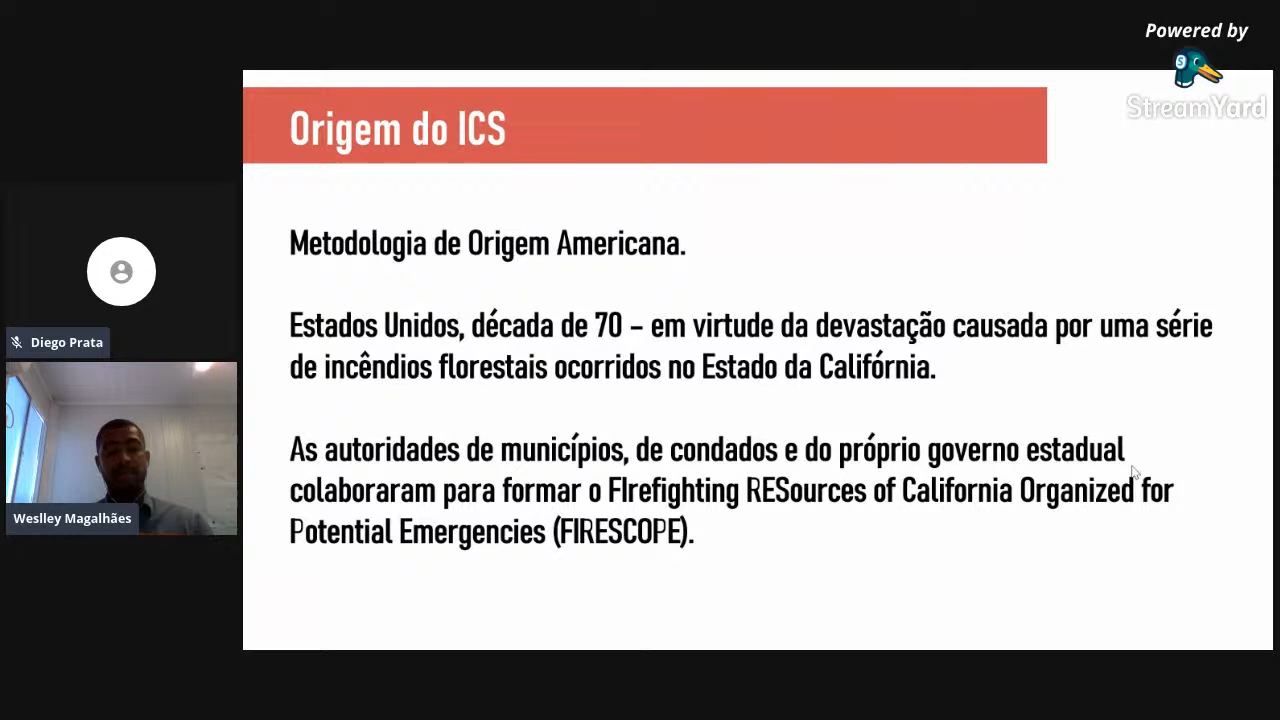 Powered by
StreamYard
Origem do ICS
Metodologia de Origem Americana.
Estados Unidos, década de 70 – em virtude da devastação causada por uma série
de incêndios florestais ocorridos no Estado da Califórnia.
As autoridades de municípios, de condados e do próprio governo estadual
colaboraram para formar o FIrefighting RESources of California Organized for
Potential Emergencies (FIRESCOPE).
Diego Prata
Weslley Magalhães